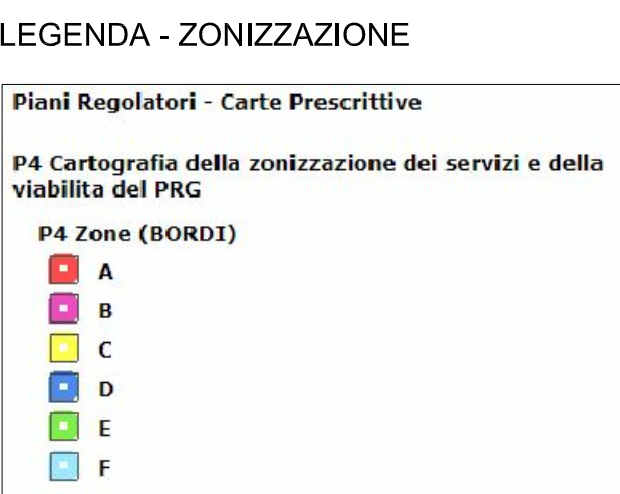 LEGENDA - ZONIZZAZIONE
Piani Regolatori - Carte Prescrittive
P4 Cartografia della zonizzazione dei servizi e della
viabilita del PRG
P4 Zone (BORDI)
A
B
C
D
E
F